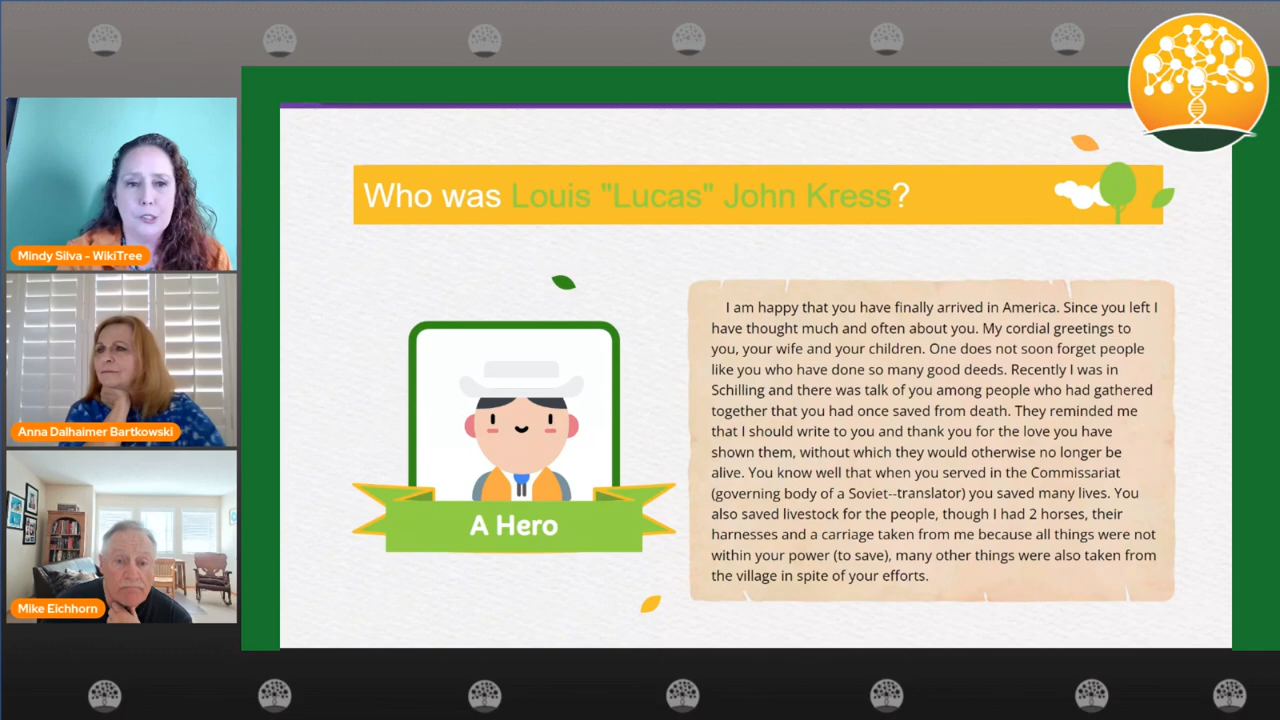 Who was Louis "Lucas" John Kress?
Mindy Silva - WikiTree
Anna Dalhaimer Bartkowski
Mike Eichhorn
A Hero
I am happy that you have finally arrived in America. Since you left I
have thought much and often about you. My cordial greetings to
you, your wife and your children. One does not soon forget people
like you who have done so many good deeds. Recently I was in
Schilling and there was talk of you among people who had gathered
together that you had once saved from death. They reminded me
that I should write to you and thank you for the love you have
shown them, without which they would otherwise no longer be
alive. You know well that when you served in the Commissariat
(governing body of a Soviet--translator) you saved many lives. You
also saved livestock for the people, though I had 2 horses, their
harnesses and a carriage taken from me because all things were not
within your power (to save), many other things were also taken from
the village in spite of your efforts.